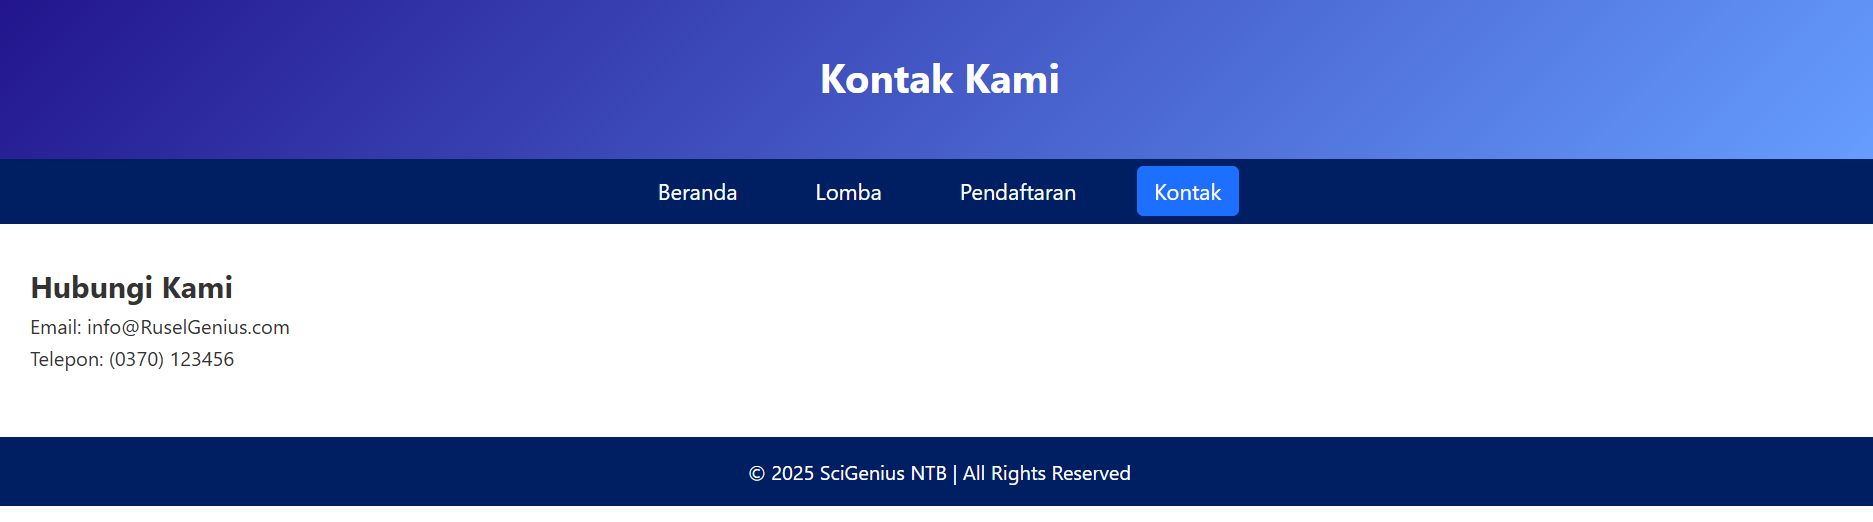 Kontak Kami
Beranda Lomba Pendaftaran Kontak
Hubungi Kami
Email: info@RuselGenius.com
Telepon: (0370) 123456
© 2025 SciGenius NTB | All Rights Reserved